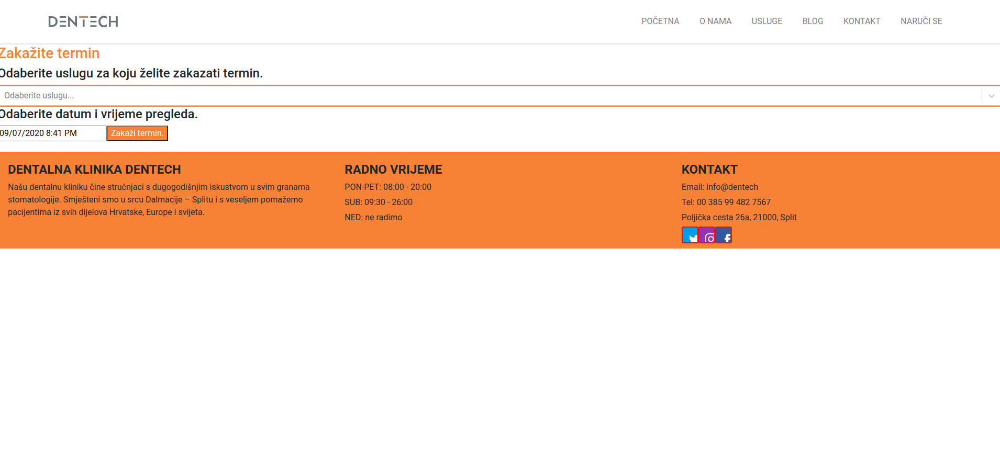 DENTECH
POČETNA O NAMA USLUGE BLOG KONTAKT NARUČI SE
Zakažite termin
Odaberite uslugu za koju želite zakazati termin.
Odaberite uslugu...
Odaberite datum i vrijeme pregleda.
09/07/2020 8:41 PM Zakaži termin.
DENTALNA KLINIKA DENTECH
Našu dentalnu kliniku čine stručnjaci s dugogodišnjim iskustvom u svim granama
stomatologije. Smješteni smo u srcu Dalmacije – Splitu i s veseljem pomažemo
pacijentima iz svih dijelova Hrvatske, Europe i svijeta.
RADNO VRIJEME
PON-PET: 08:00 - 20:00
SUB: 09:30 - 26:00
NED: ne radimo
KONTAKT
Email: info@dentech
Tel: 00 385 99 482 7567
Poljička cesta 26a, 21000, Split